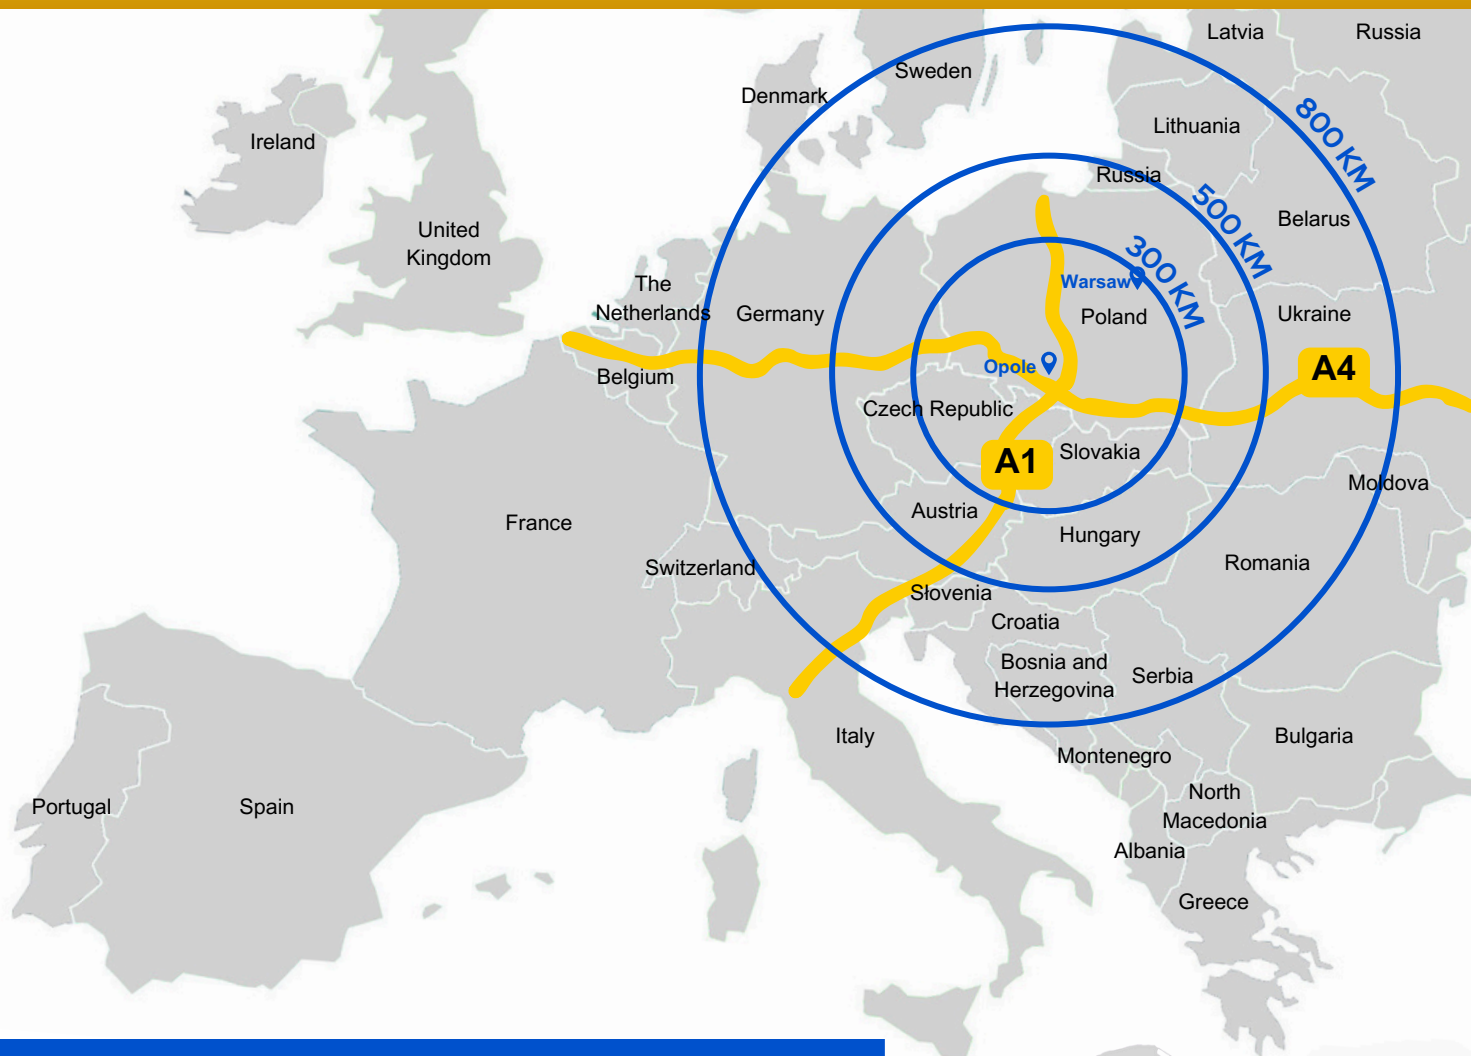 Latvia
Russia
Sweden
Denmark
800 KM
Lithuania
Ireland
Russia
500 KM
Belarus
United
Kingdom
300 KM
Warsaw
The
Netherlands
Germany
Poland
Ukraine
Opole
A4
Belgium
Czech Republic
Slovakia
A1
Moldova
Austria
France
Hungary
Romania
Switzerland
Słovenia
Croatia
Bosnia and
Herzegovina
Serbia
Italy
Bulgaria
Montenegro
North
Macedonia
Portugal
Spain
Albania
Greece